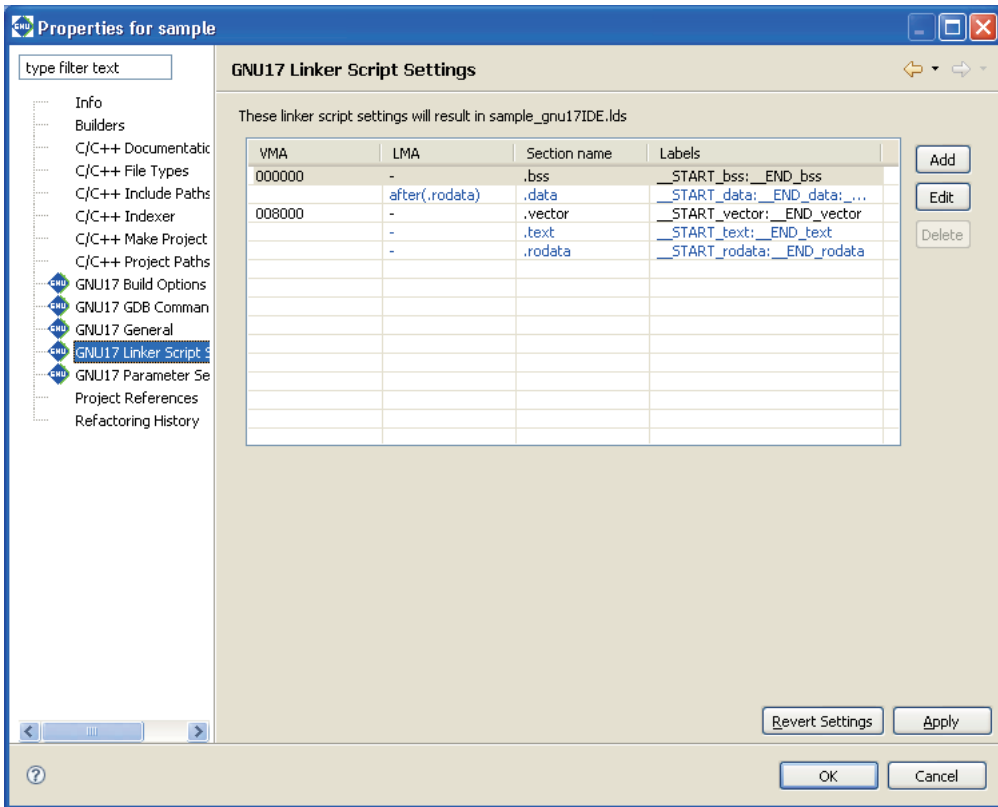 Properties for sample
type filter text
GNU17 Linker Script Settings
Info
Builders
C/C++ Documentatic
C/C++ File Types
C/C++ Include Paths
C/C++ Indexer
C/C++ Make Project
C/C++ Project Paths
GNU17 Build Options
GNU17 GDB Comman
GNU17 General
GNU17 Linker Script S
GNU17 Parameter Se
Project References
Refactoring History
These linker script settings will result in sample_gnu17IDE.lds
VMA LMA Section name Labels
000000 - .bss __START_bss:__END_bss
after(.rodata) .data __START_data:__END_data:_...
008000 - .vector __START_vector:__END_vector
- .text __START_text:__END_text
- .rodata __START_rodata:__END_rodata
Add
Edit
Delete
Revert Settings Apply
OK Cancel